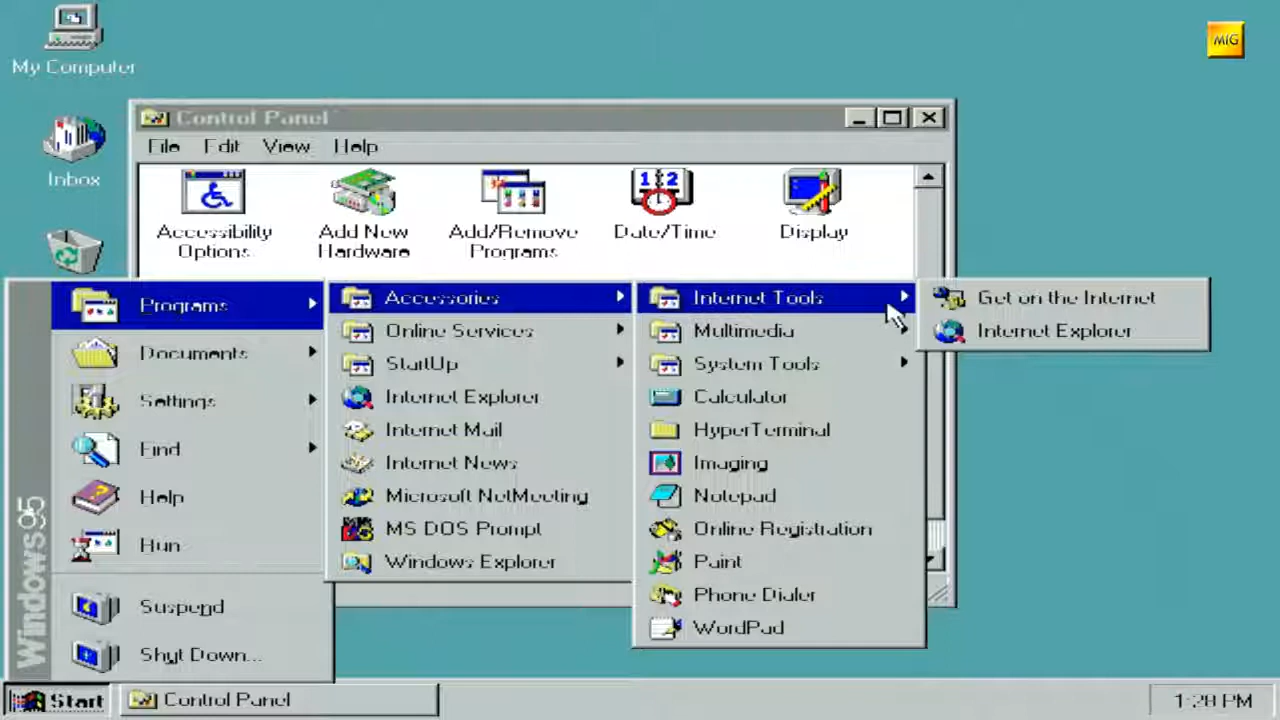 My Computer
MIG
Control Panel
File Edit View Help
Inbox
Accessibility
Options
Add New
Hardware
Add/Remove
Programs
Date/Time
Display
Programs
Documents
Settings
Find
Help
Run
Suspend
Shut Down...
Windows95
Accessories
Online Services
StartUp
Internet Explorer
Internet Mail
Internet News
Microsoft NetMeeting
MS DOS Prompt
Windows Explorer
Internet Tools
Multimedia
System Tools
Calculator
HyperTerminal
Imaging
Notepad
Online Registration
Paint
Phone Dialer
WordPad
Get on the Internet
Internet Explorer
Start
Control Panel
1:28 PM